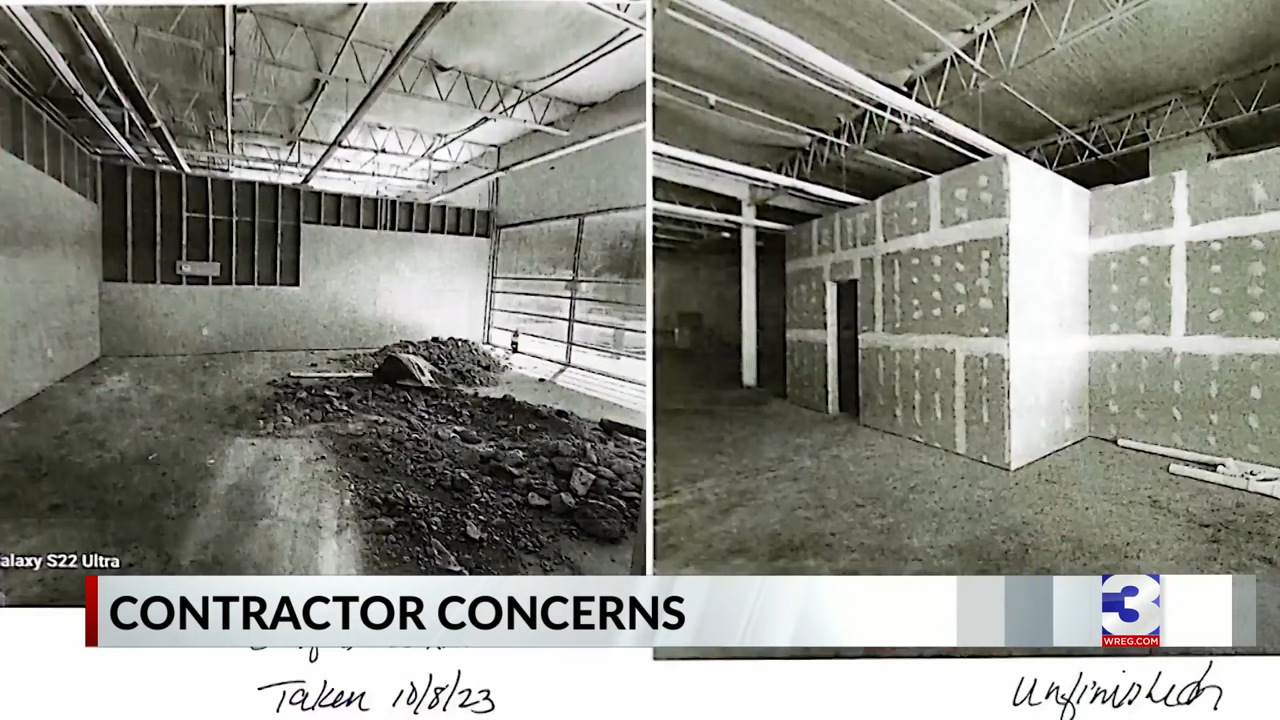 alaxy S22 Ultra
CONTRACTOR CONCERNS
3
WREG.COM
Taken 10/8/23
Unfinished